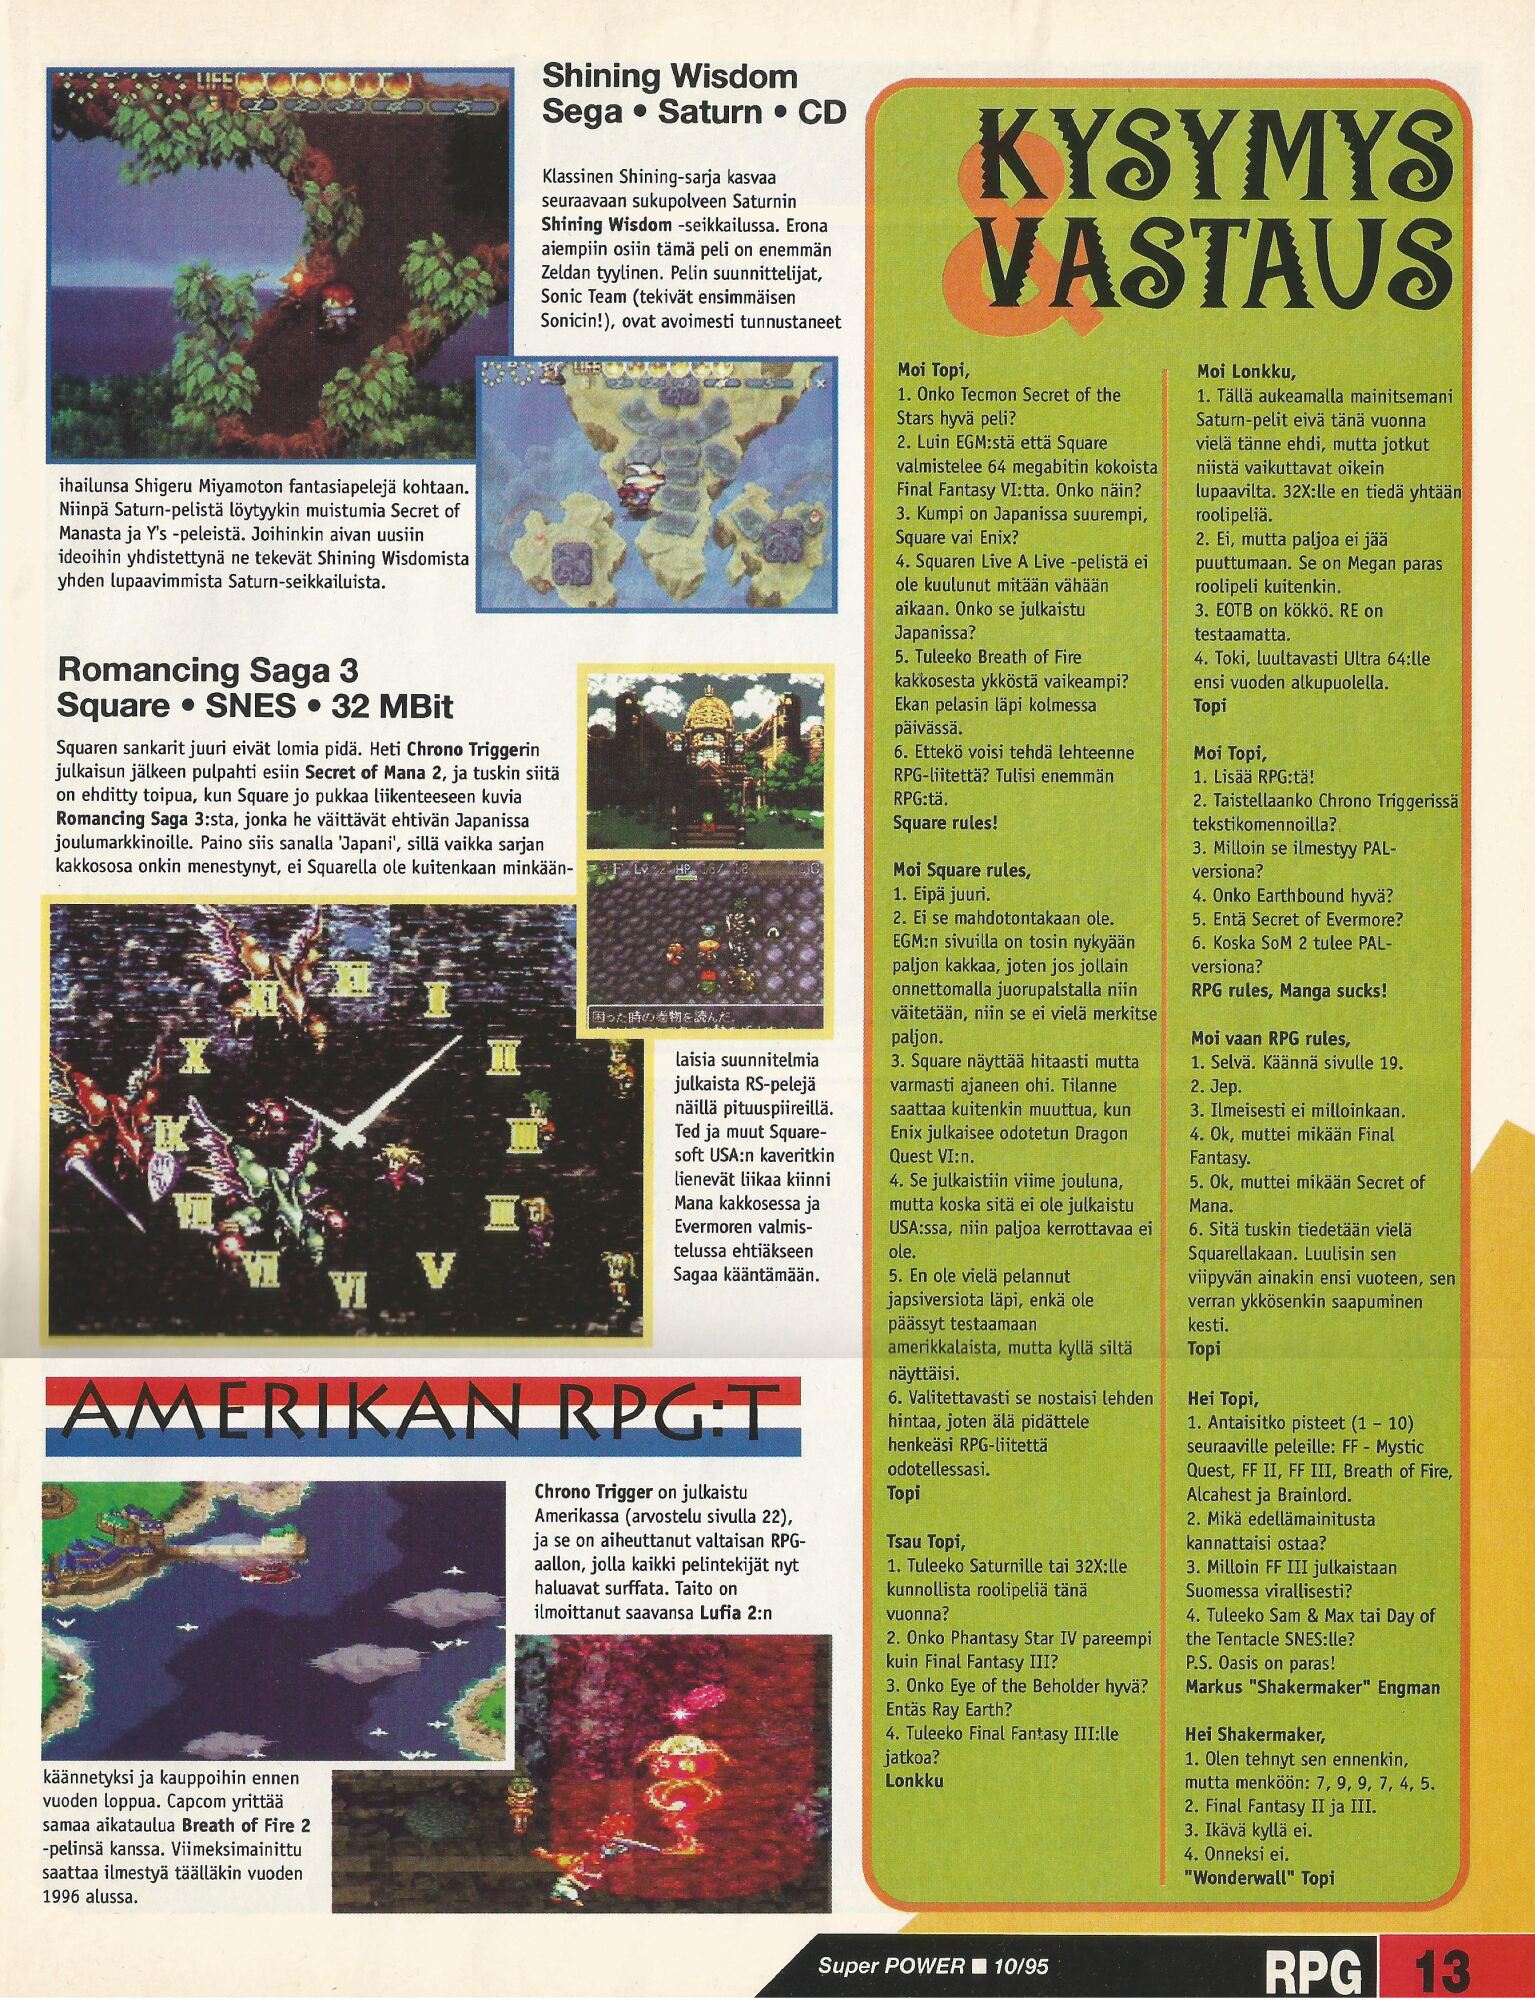 Shining Wisdom
Sega • Saturn • CD
Klassinen Shining-sarja kasvaa
seuraavaan sukupolveen Saturnin
Shining Wisdom -seikkailussa. Erona
aiempiin osiin tämä peli on enemmän
Zeldan tyylinen. Pelin suunnittelijat,
Sonic Team (tekivät ensimmäisen
Sonicin!), ovat avoimesti tunnustaneet
LIFE
1 2 3 4 5
LIFE
ihailunsa Shigeru Miyamoton fantasiapelejä kohtaan.
Niinpä Saturn-pelistä löytyykin muistumia Secret of
Manasta ja Y's -peleistä. Joihinkin aivan uusiin
ideoihin yhdistettynä ne tekevät Shining Wisdomista
yhden lupaavimmista Saturn-seikkailuista.
Romancing Saga 3
Square • SNES • 32 MBit
Squaren sankarit juuri eivät lomia pidä. Heti Chrono Triggerin
julkaisun jälkeen pulpahti esiin Secret of Mana 2, ja tuskin siitä
on ehditty toipua, kun Square jo pukkaa liikenteeseen kuvia
Romancing Saga 3:sta, jonka he väittävät ehtivän Japanissa
joulumarkkinoille. Paino siis sanalla 'Japani', sillä vaikka sarjan
kakkososa onkin menestynyt, ei Squarella ole kuitenkaan minkään-
F Lv 2 HP 18/ 18 0G
困った時の巻物を読んだ.
XI XII I
X II
IX III
VIII IIII
VII VI V
laisia suunnitelmia
julkaista RS-pelejä
näillä pituuspiireillä.
Ted ja muut Square-
soft USA:n kaveritkin
lienevät liikaa kiinni
Mana kakkosessa ja
Evermoren valmis-
telussa ehtiäkseen
Sagaa kääntämään.
AMERIKAN RPG:T
Chrono Trigger on julkaistu
Amerikassa (arvostelu sivulla 22),
ja se on aiheuttanut valtaisan RPG-
aallon, jolla kaikki pelintekijät nyt
haluavat surffata. Taito on
ilmoittanut saavansa Lufia 2:n
käännetyksi ja kauppoihin ennen
vuoden loppua. Capcom yrittää
samaa aikataulua Breath of Fire 2
-pelinsä kanssa. Viimeksimainittu
saattaa ilmestyä täälläkin vuoden
1996 alussa.
KYSYMYS
&
VASTAUS
Moi Topi,
1. Onko Tecmon Secret of the
Stars hyvä peli?
2. Luin EGM:stä että Square
valmistelee 64 megabitin kokoista
Final Fantasy VI:tta. Onko näin?
3. Kumpi on Japanissa suurempi,
Square vai Enix?
4. Squaren Live A Live -pelistä ei
ole kuulunut mitään vähään
aikaan. Onko se julkaistu
Japanissa?
5. Tuleeko Breath of Fire
kakkosesta ykköstä vaikeampi?
Ekan pelasin läpi kolmessa
päivässä.
6. Ettekö voisi tehdä lehteenne
RPG-liitettä? Tulisi enemmän
RPG:tä.
Square rules!
Moi Square rules,
1. Eipä juuri.
2. Ei se mahdotontakaan ole.
EGM:n sivuilla on tosin nykyään
paljon kakkaa, joten jos jollain
onnettomalla juorupalstalla niin
väitetään, niin se ei vielä merkitse
paljon.
3. Square näyttää hitaasti mutta
varmasti ajaneen ohi. Tilanne
saattaa kuitenkin muuttua, kun
Enix julkaisee odotetun Dragon
Quest VI:n.
4. Se julkaistiin viime jouluna,
mutta koska sitä ei ole julkaistu
USA:ssa, niin paljoa kerrottavaa ei
ole.
5. En ole vielä pelannut
japsiversiota läpi, enkä ole
päässyt testaamaan
amerikkalaista, mutta kyllä siltä
näyttäisi.
6. Valitettavasti se nostaisi lehden
hintaa, joten älä pidättele
henkeäsi RPG-liitettä
odotellessasi.
Topi
Tsau Topi,
1. Tuleeko Saturnille tai 32X:lle
kunnollista roolipeliä tänä
vuonna?
2. Onko Phantasy Star IV pareempi
kuin Final Fantasy III?
3. Onko Eye of the Beholder hyvä?
Entäs Ray Earth?
4. Tuleeko Final Fantasy III:lle
jatkoa?
Lonkku
Moi Lonkku,
1. Tällä aukeamalla mainitsemani
Saturn-pelit eivä tänä vuonna
vielä tänne ehdi, mutta jotkut
niistä vaikuttavat oikein
lupaavilta. 32X:lle en tiedä yhtään
roolipeliä.
2. Ei, mutta paljoa ei jää
puuttumaan. Se on Megan paras
roolipeli kuitenkin.
3. EOTB on kökkö. RE on
testaamatta.
4. Toki, luultavasti Ultra 64:lle
ensi vuoden alkupuolella.
Topi
Moi Topi,
1. Lisää RPG:tä!
2. Taistellaanko Chrono Triggerissä
tekstikomennoilla?
3. Milloin se ilmestyy PAL-
versiona?
4. Onko Earthbound hyvä?
5. Entä Secret of Evermore?
6. Koska SoM 2 tulee PAL-
versiona?
RPG rules, Manga sucks!
Moi vaan RPG rules,
1. Selvä. Käännä sivulle 19.
2. Jep.
3. Ilmeisesti ei milloinkaan.
4. Ok, muttei mikään Final
Fantasy.
5. Ok, muttei mikään Secret of
Mana.
6. Sitä tuskin tiedetään vielä
Squarellakaan. Luulisin sen
viipyvän ainakin ensi vuoteen, sen
verran ykkösenkin saapuminen
kesti.
Topi
Hei Topi,
1. Antaisitko pisteet (1 – 10)
seuraaville peleille: FF - Mystic
Quest, FF II, FF III, Breath of Fire,
Alcahest ja Brainlord.
2. Mikä edellämainitusta
kannattaisi ostaa?
3. Milloin FF III julkaistaan
Suomessa virallisesti?
4. Tuleeko Sam & Max tai Day of
the Tentacle SNES:lle?
P.S. Oasis on paras!
Markus "Shakermaker" Engman
Hei Shakermaker,
1. Olen tehnyt sen ennenkin,
mutta menköön: 7, 9, 9, 7, 4, 5.
2. Final Fantasy II ja III.
3. Ikävä kyllä ei.
4. Onneksi ei.
"Wonderwall" Topi
Super POWER ■ 10/95
RPG 13